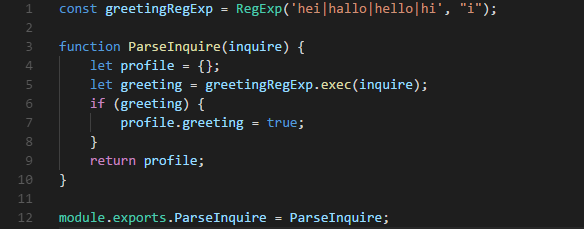 1 const greetingRegExp = RegExp('hei|hallo|hello|hi', "i");
2
3 function ParseInquire(inquire) {
4     let profile = {};
5     let greeting = greetingRegExp.exec(inquire);
6     if (greeting) {
7         profile.greeting = true;
8     }
9     return profile;
10 }
11
12 module.exports.ParseInquire = ParseInquire;